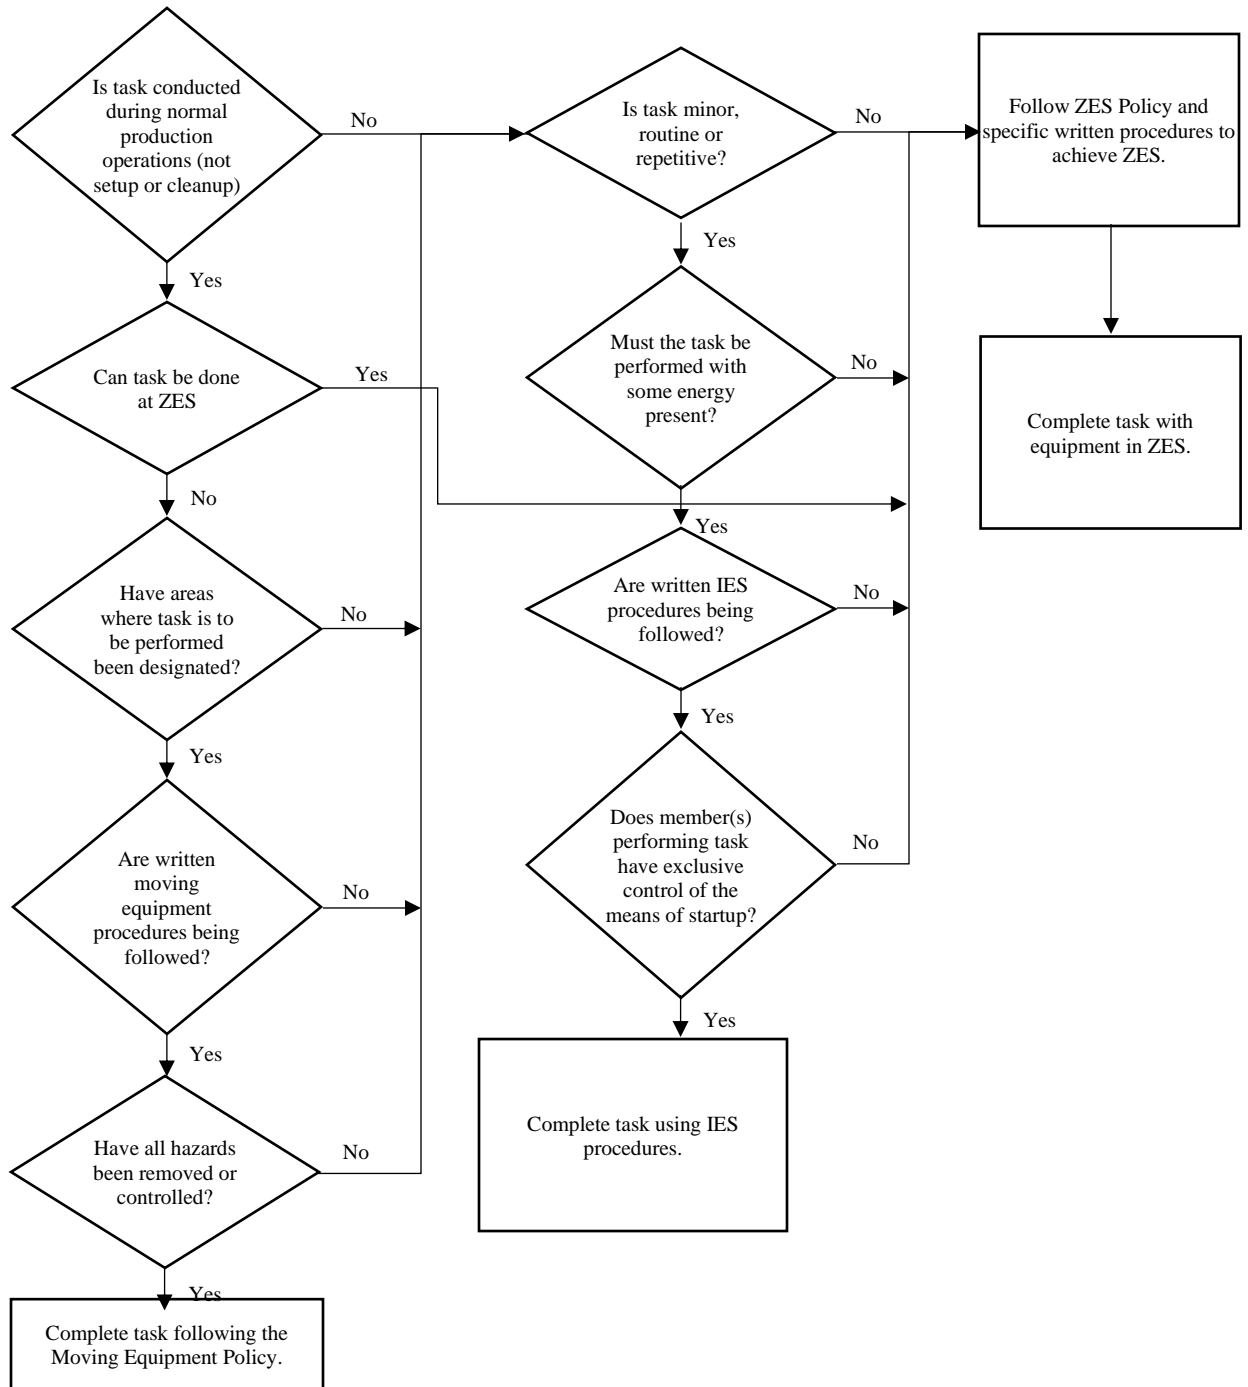 Is task conducted
during normal
production
operations (not
setup or cleanup)
No
Yes
Can task be done
at ZES
Yes
No
Have areas
where task is to
be performed
been designated?
No
Yes
Are written
moving
equipment
procedures being
followed?
No
Yes
Have all hazards
been removed or
controlled?
No
Yes
Complete task following the
Moving Equipment Policy.
Is task minor,
routine or
repetitive?
No
Yes
Must the task be
performed with
some energy
present?
No
Yes
Are written IES
procedures being
followed?
No
Yes
Does member(s)
performing task
have exclusive
control of the
means of startup?
No
Yes
Complete task using IES
procedures.
Follow ZES Policy and
specific written procedures to
achieve ZES.
Complete task with
equipment in ZES.